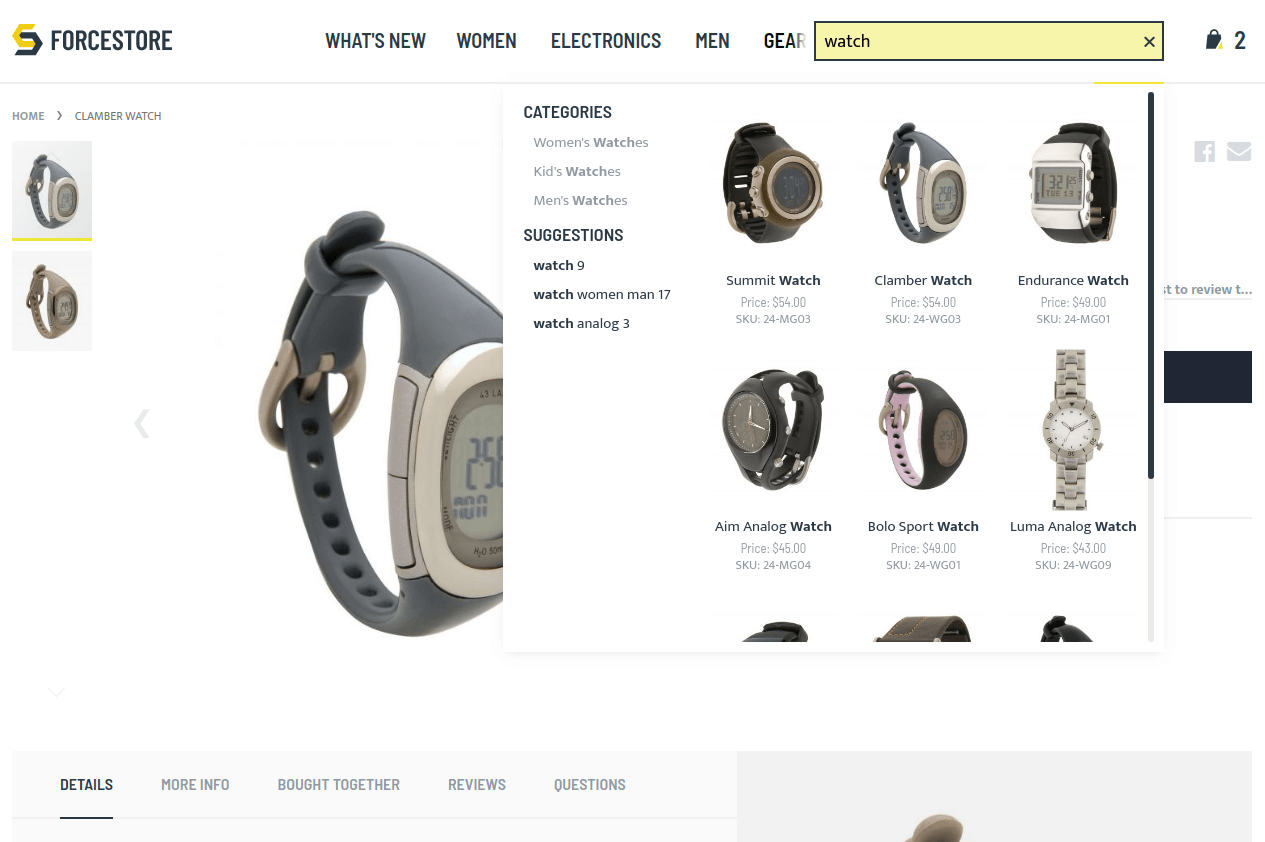 FORCESTORE
WHAT'S NEW
WOMEN
ELECTRONICS
MEN
GEAR
watch
2
HOME
CLAMBER WATCH
CATEGORIES
Women's Watches
Kid's Watches
Men's Watches
SUGGESTIONS
watch 9
watch women man 17
watch analog 3
Summit Watch
Price: $54.00
SKU: 24-MG03
Clamber Watch
Price: $54.00
SKU: 24-WG03
Endurance Watch
Price: $49.00
SKU: 24-MG01
Aim Analog Watch
Price: $45.00
SKU: 24-MG04
Bolo Sport Watch
Price: $49.00
SKU: 24-WG01
Luma Analog Watch
Price: $43.00
SKU: 24-WG09
st to review t...
DETAILS
MORE INFO
BOUGHT TOGETHER
REVIEWS
QUESTIONS